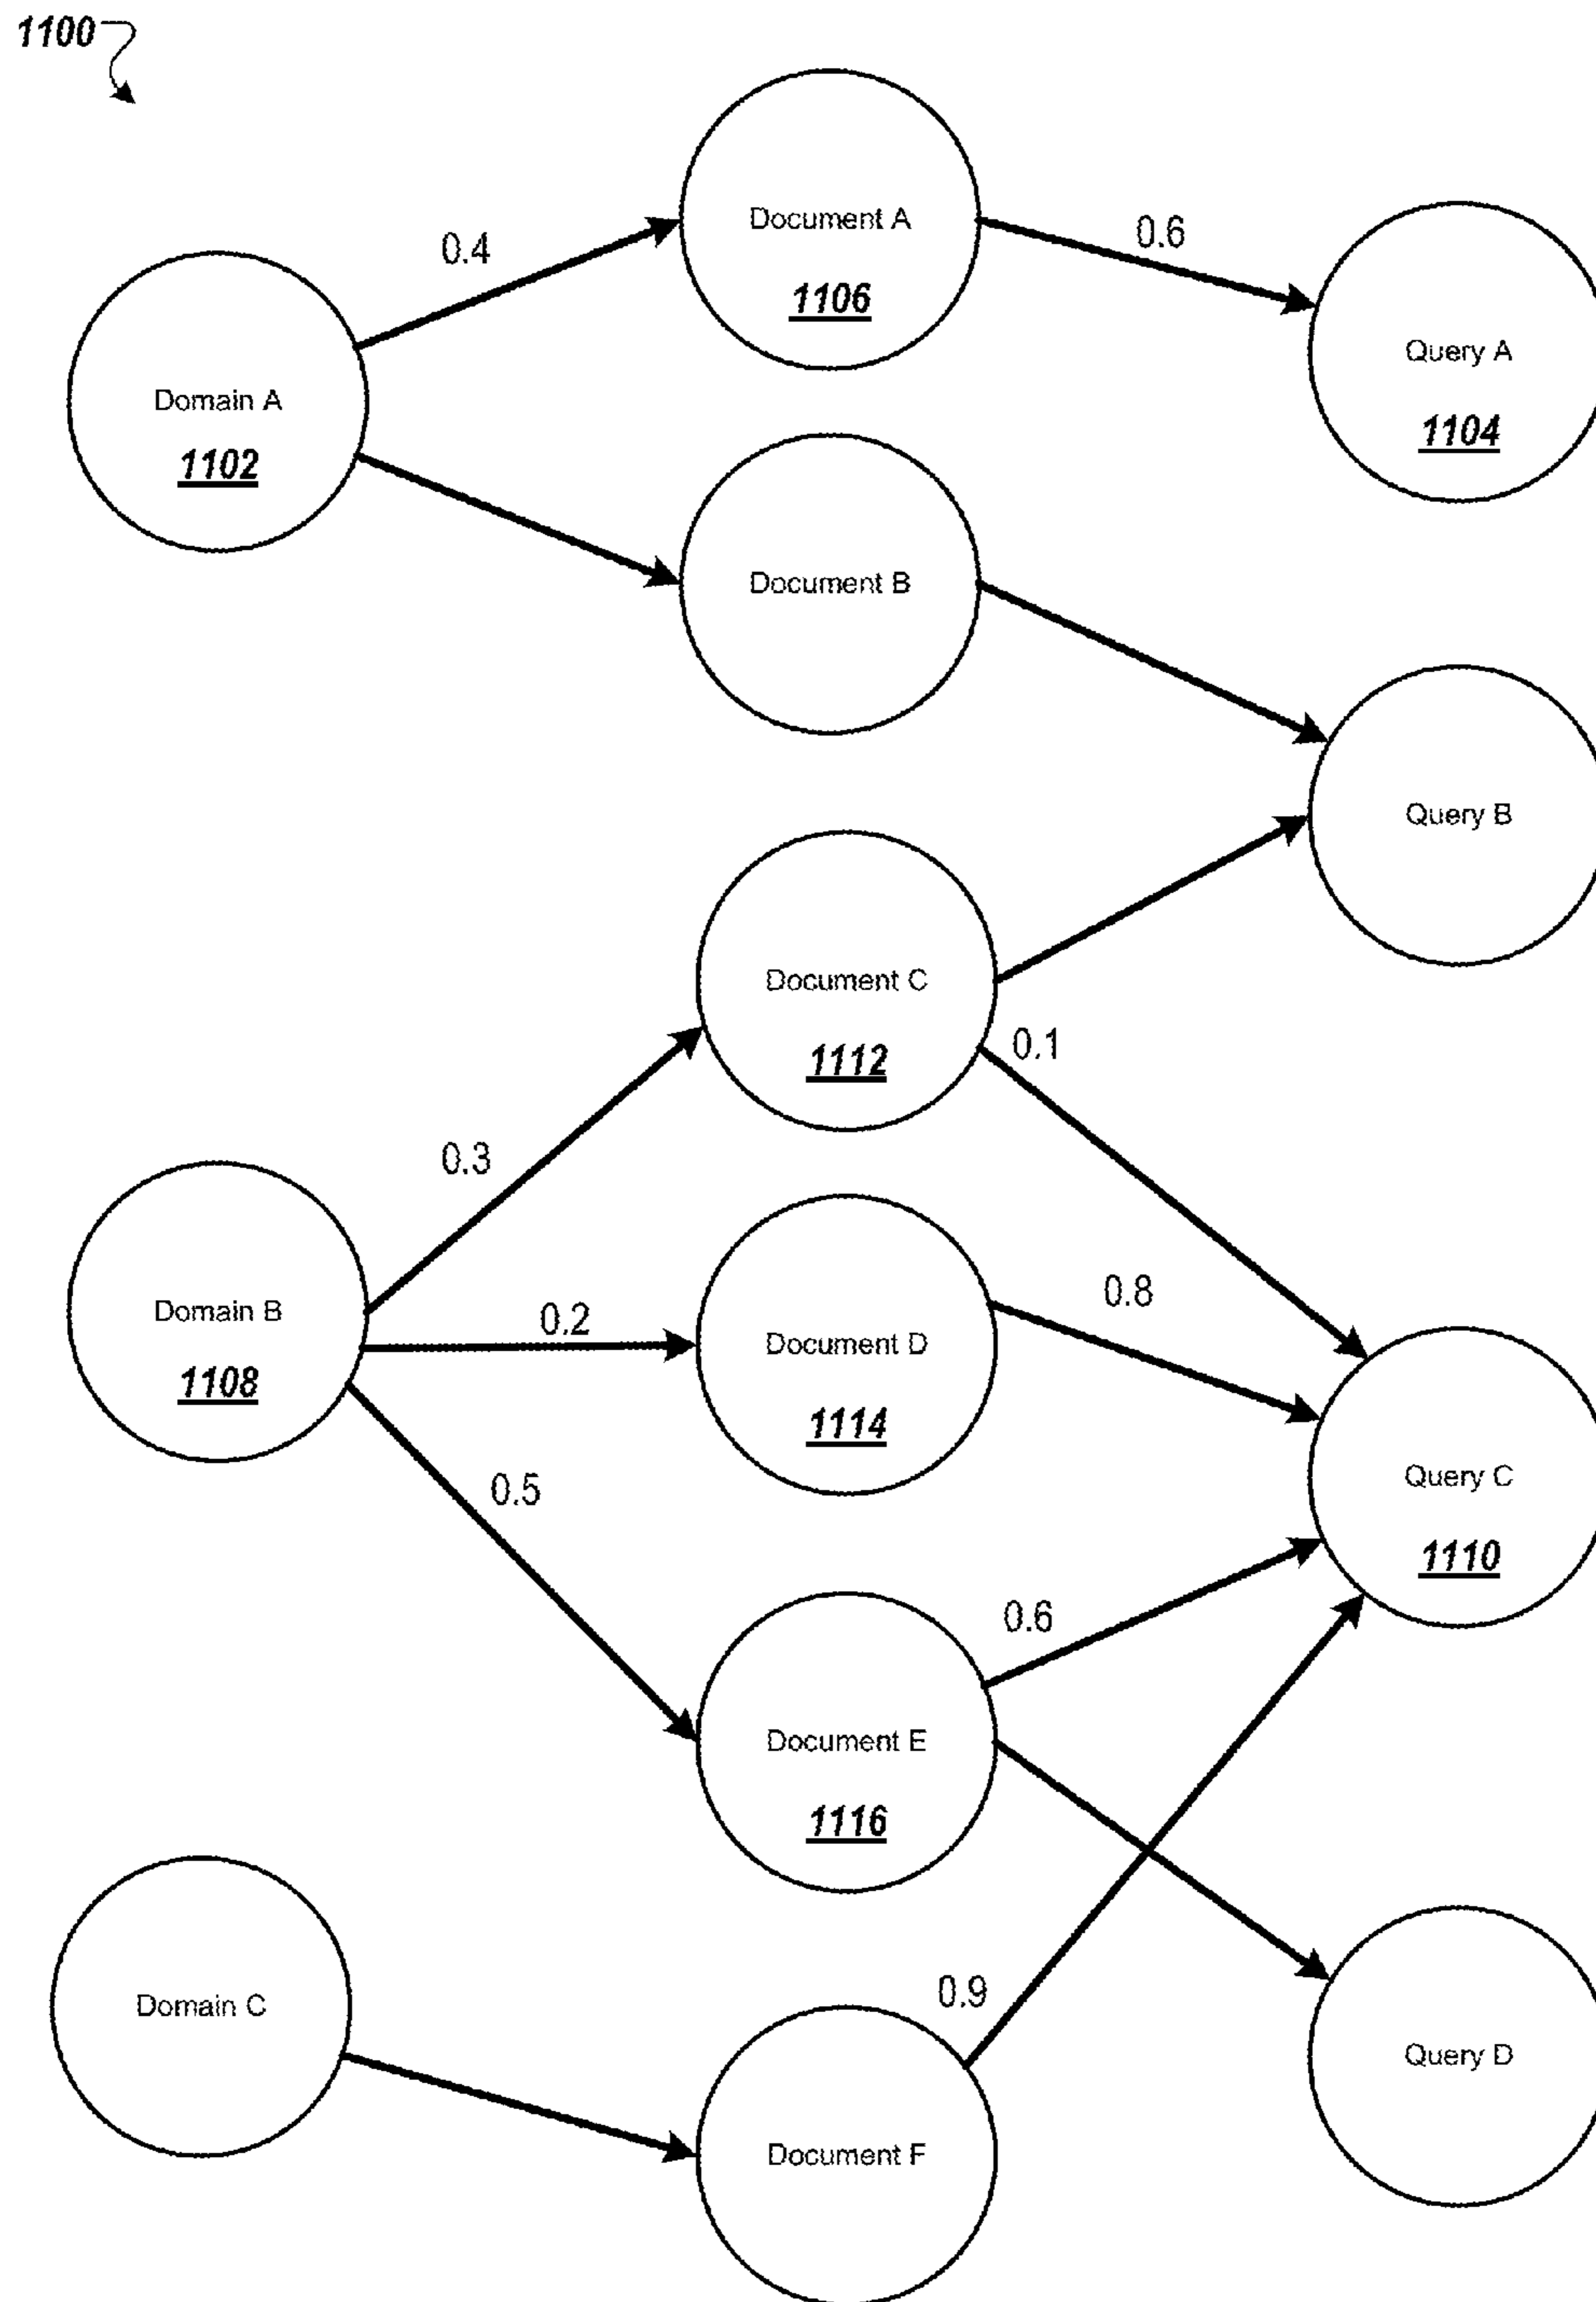 1100
Document A
1106
0.4
0.6
Query A
1104
Domain A
1102
Document B
Query B
Document C
1112
0.1
0.3
Domain B
1108
0.2
Document D
1114
0.8
0.5
Query C
1110
0.6
Document E
1116
0.9
Domain C
Query D
Document F